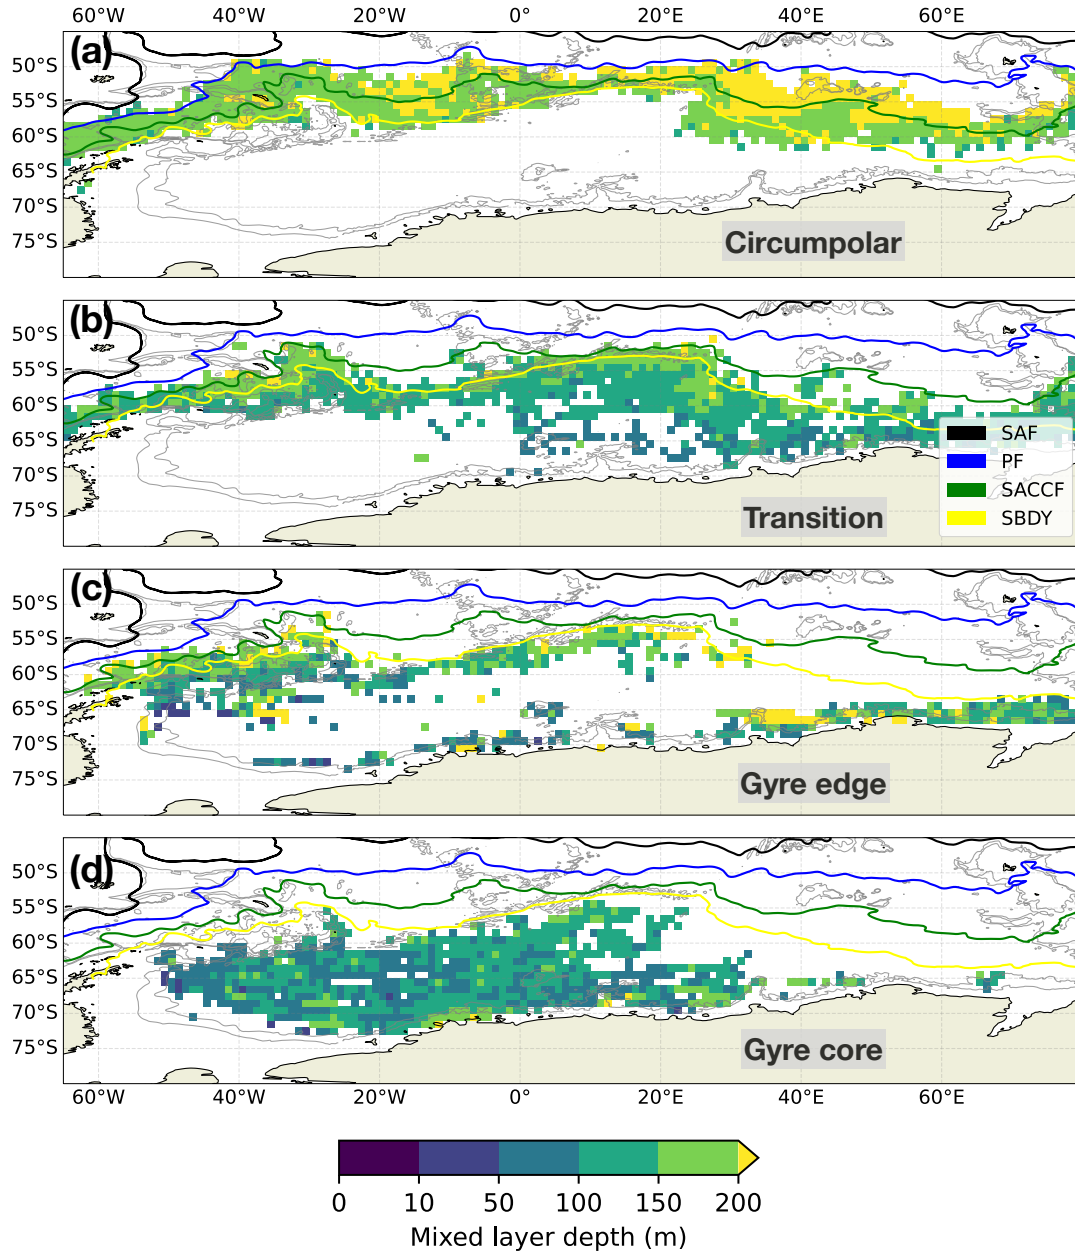 60°W 40°W 20°W 0° 20°E 40°E 60°E
(a)
50°S
55°S
60°S
65°S
70°S
75°S
Circumpolar
(b)
50°S
55°S
60°S
65°S
70°S
75°S
SAF
PF
SACCF
SBDY
Transition
(c)
50°S
55°S
60°S
65°S
70°S
75°S
Gyre edge
(d)
50°S
55°S
60°S
65°S
70°S
75°S
Gyre core
60°W 40°W 20°W 0° 20°E 40°E 60°E
0 10 50 100 150 200
Mixed layer depth (m)